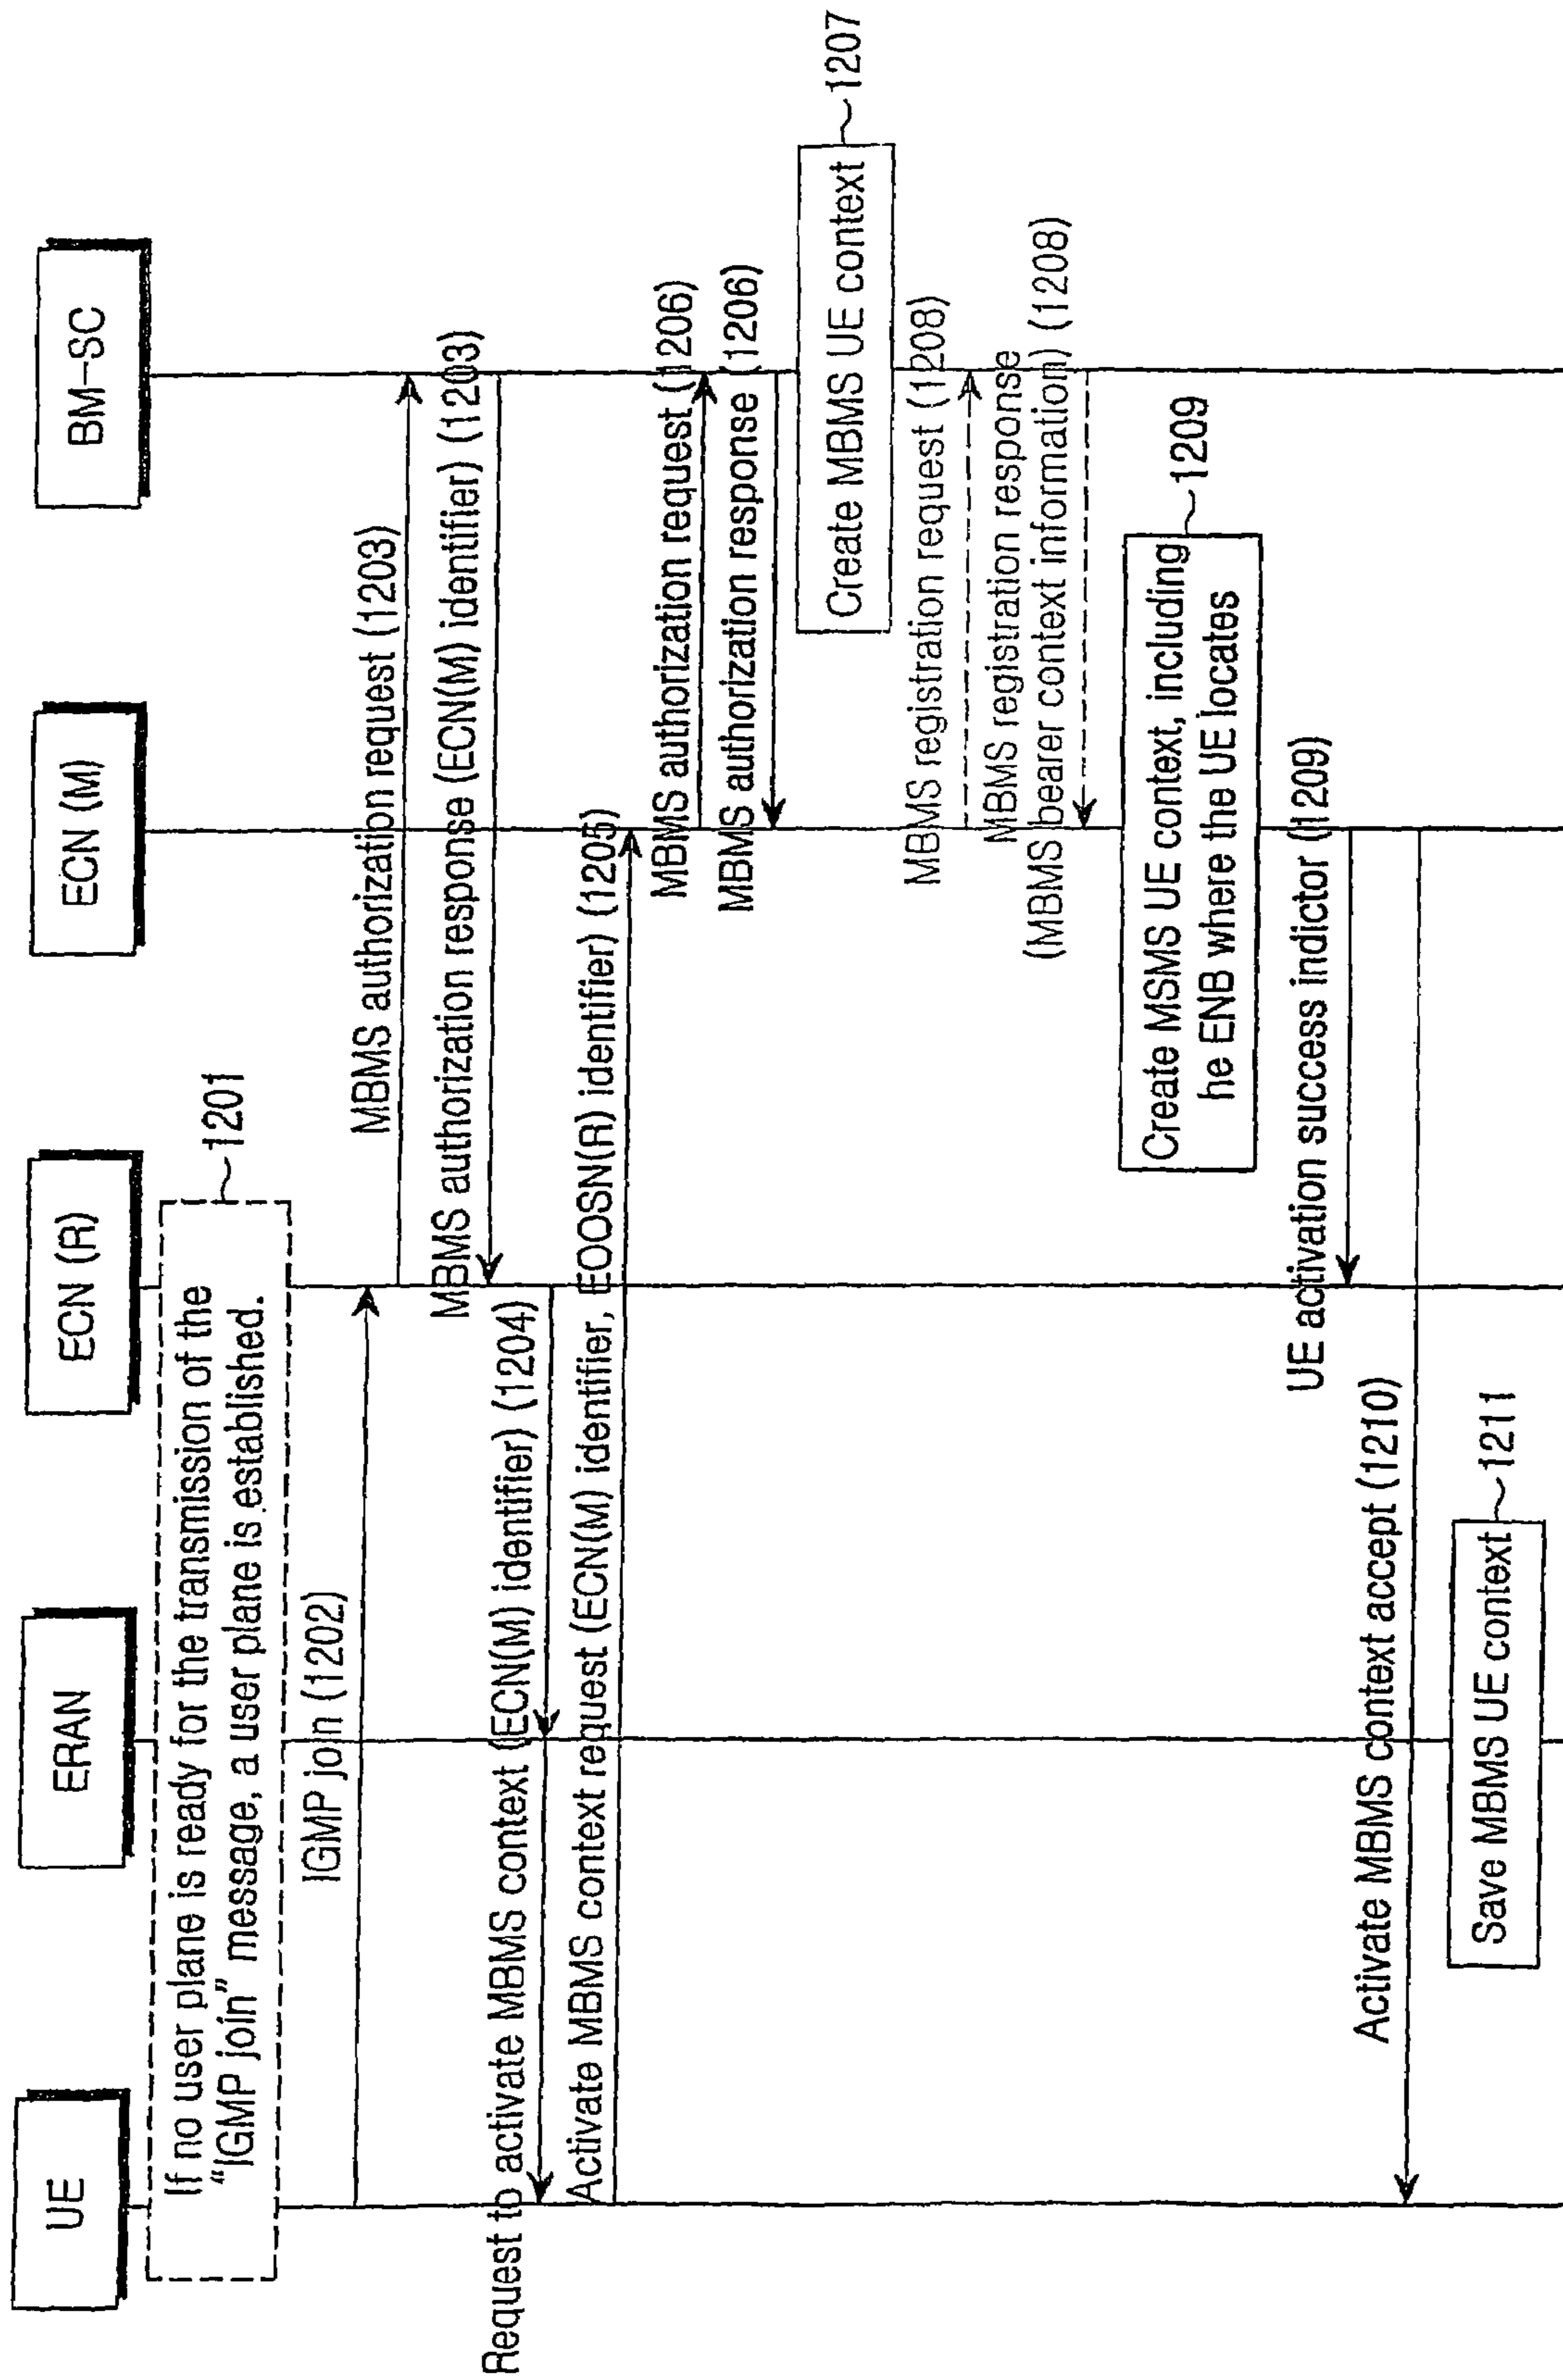 UE
ERAN
ECN (R)
ECN (M)
BM-SC
If no user plane is ready for the transmission of the
"IGMP join" message, a user plane is established.
1201
IGMP join (1202)
MBMS authorization request (1203)
MBMS authorization response (ECN(M) identifier) (1203)
Request to activate MBMS context (ECN(M) identifier) (1204)
Activate MBMS context request (ECN(M) identifier, EOOSN(R) identifier) (1205)
MBMS authorization request (1206)
MBMS authorization response (1206)
Create MBMS UE context
1207
MBMS registration request (1208)
MBMS registration response
(MBMS bearer context information) (1208)
Create MSMS UE context, including
he ENB where the UE locates
1209
UE activation success indictor (1209)
Activate MBMS context accept (1210)
Save MBMS UE context
1211